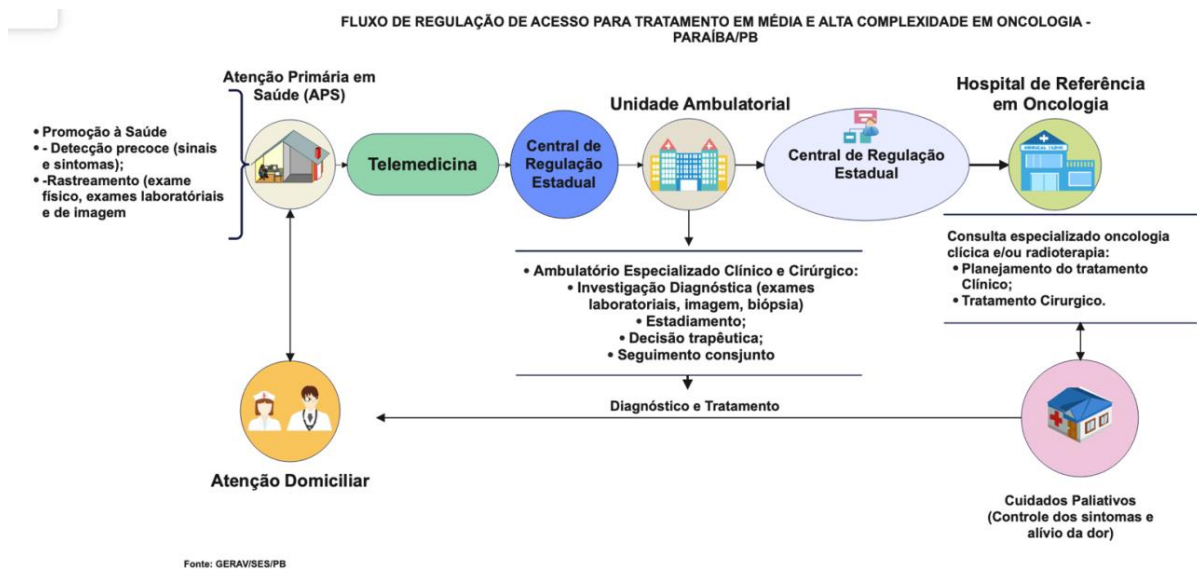 FLUXO DE REGULAÇÃO DE ACESSO PARA TRATAMENTO EM MÉDIA E ALTA COMPLEXIDADE EM ONCOLOGIA -
PARAÍBA/PB
Atenção Primária em
Saúde (APS)
• Promoção à Saúde
• - Detecção precoce (sinais
e sintomas);
• -Rastreamento (exame
físico, exames laboratóriais
e de imagem
Telemedicina
Central de
Regulação
Estadual
Unidade Ambulatorial
Central de Regulação
Estadual
Hospital de Referência
em Oncologia
• Ambulatório Especializado Clínico e Cirúrgico:
• Investigação Diagnóstica (exames
laboratoriais, imagem, biópsia)
• Estadiamento;
• Decisão trapêutica;
• Seguimento consjunto
Consulta especializado oncologia
clícica e/ou radioterapia:
• Planejamento do tratamento
Clínico;
• Tratamento Cirurgico.
Diagnóstico e Tratamento
Atenção Domiciliar
Cuidados Paliativos
(Controle dos sintomas e
alívio da dor)
Fonte: GERAV/SES/PB